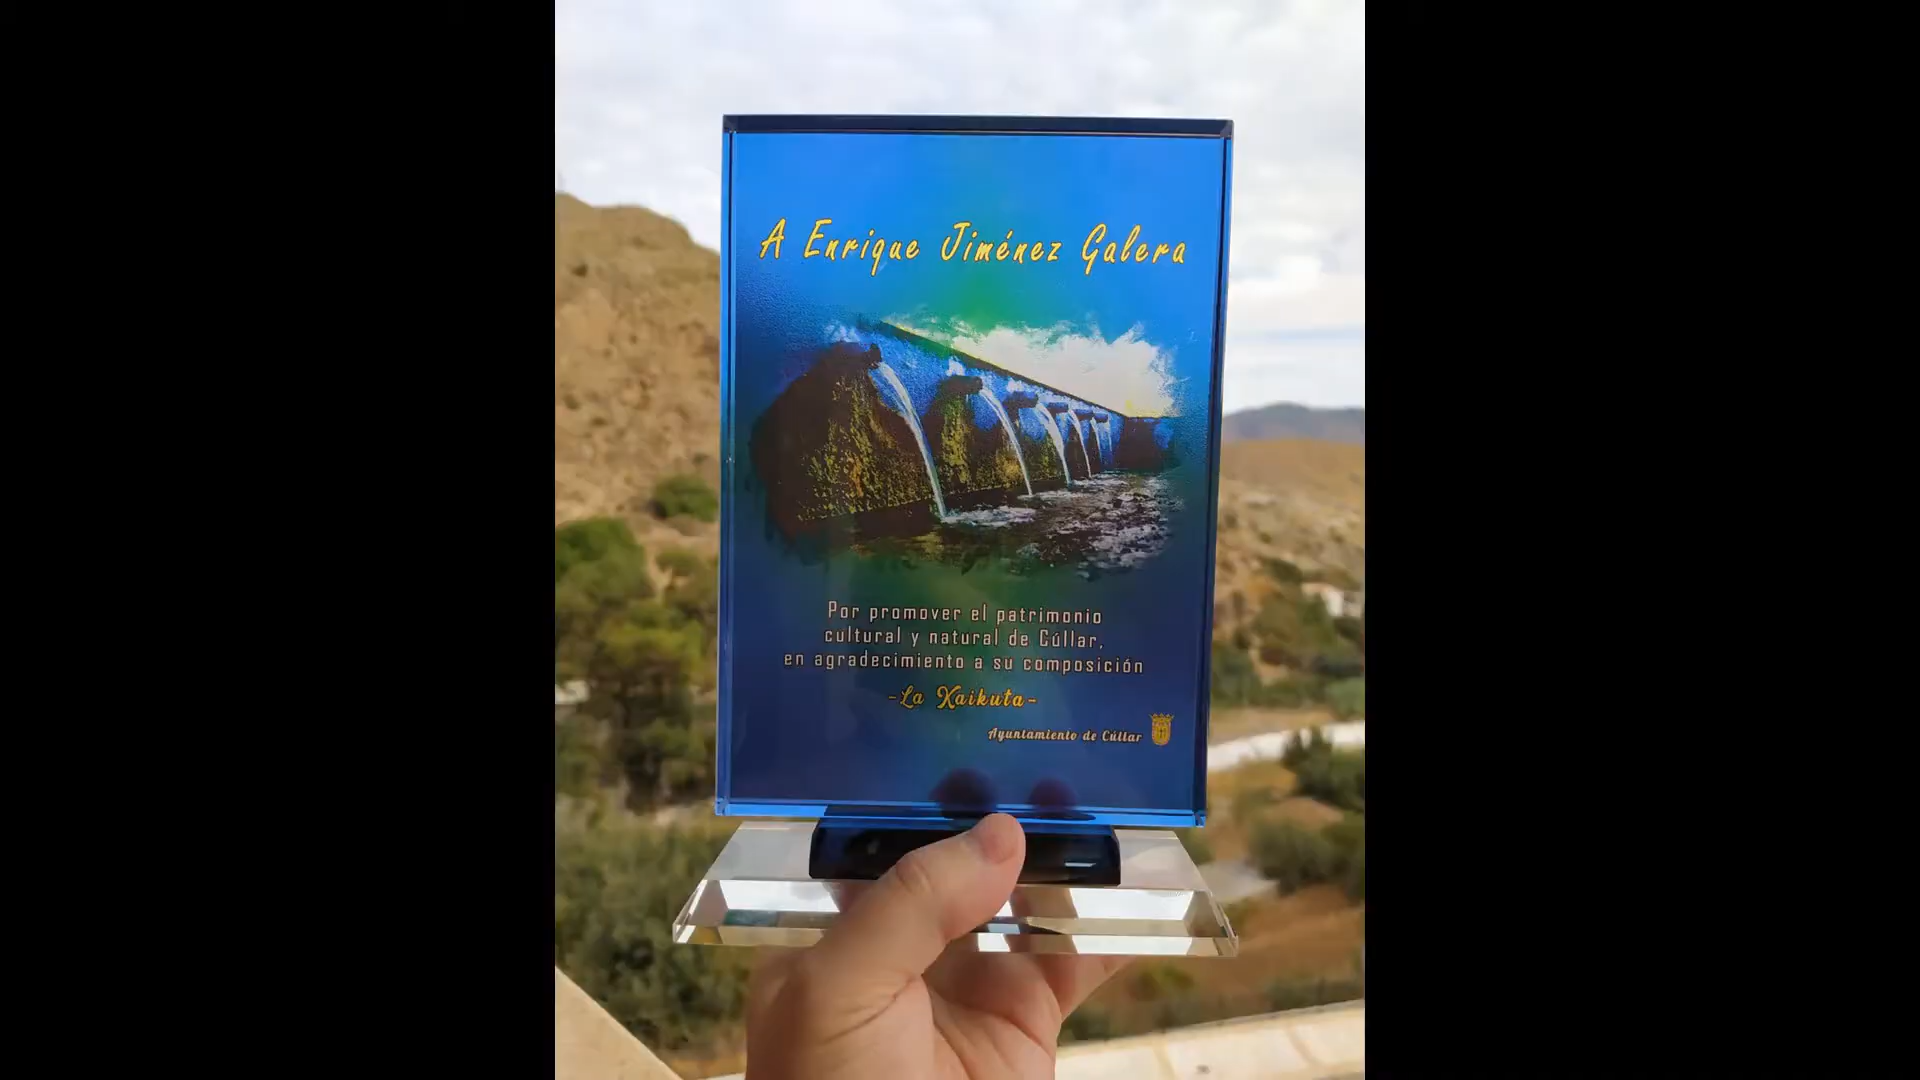 A Enrique Jiménez Galera
Por promover el patrimonio
cultural y natural de Cúllar,
en agradecimiento a su composición
-La Kaikuta-
Ayuntamiento de Cúllar